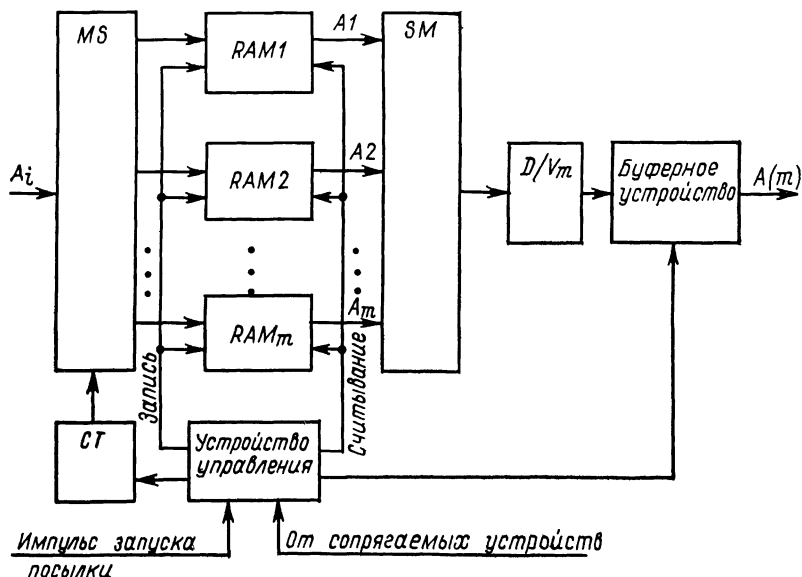 MS
RAM1
A1
SM
Ai
RAM2
A2
D/Vm
Буферное
устройство
A(m)
RAMm
Am
Запись
Считывание
СТ
Устройство
управления
Импульс запуска
посылки
От сопрягаемых устройств